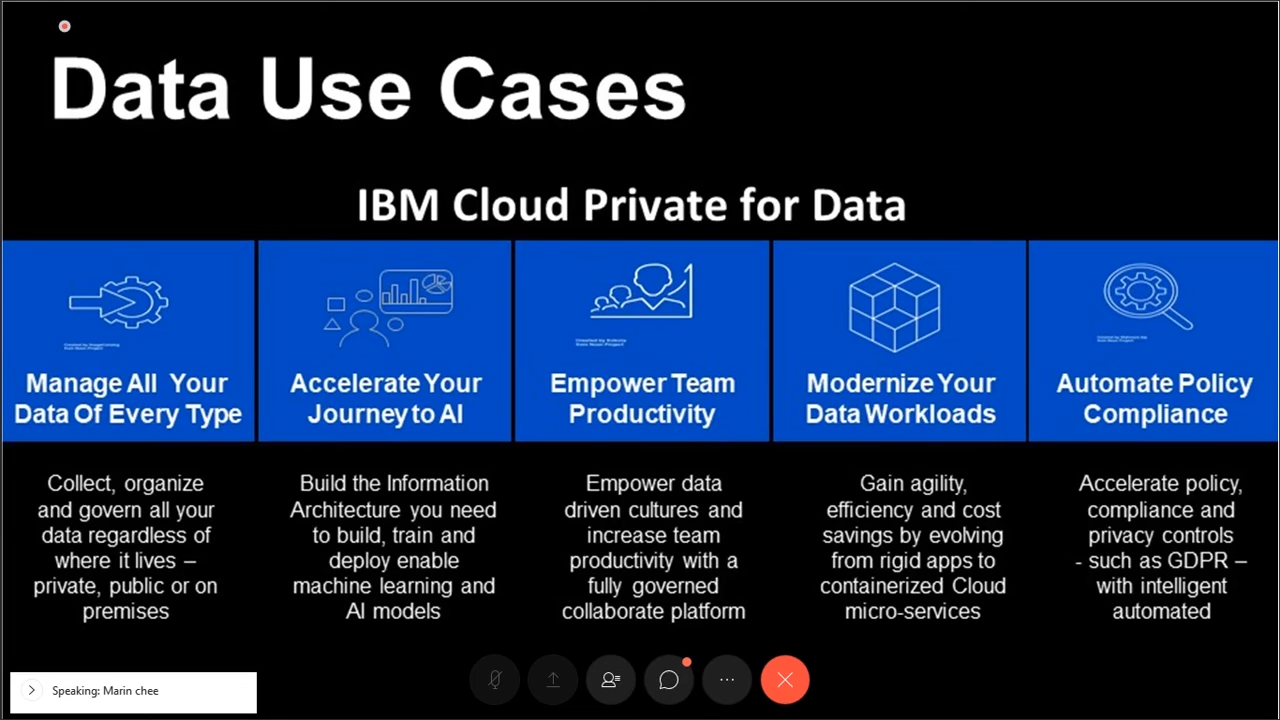 Data Use Cases
IBM Cloud Private for Data
Manage All Your
Data Of Every Type
Accelerate Your
Journey to AI
Empower Team
Productivity
Modernize Your
Data Workloads
Automate Policy
Compliance
Collect, organize
and govern all your
data regardless of
where it lives –
private, public or on
premises
Build the Information
Architecture you need
to build, train and
deploy enable
machine learning and
AI models
Empower data
driven cultures and
increase team
productivity with a
fully governed
collaborate platform
Gain agility,
efficiency and cost
savings by evolving
from rigid apps to
containerized Cloud
micro-services
Accelerate policy,
compliance and
privacy controls
- such as GDPR –
with intelligent
automated
Speaking: Marin chee